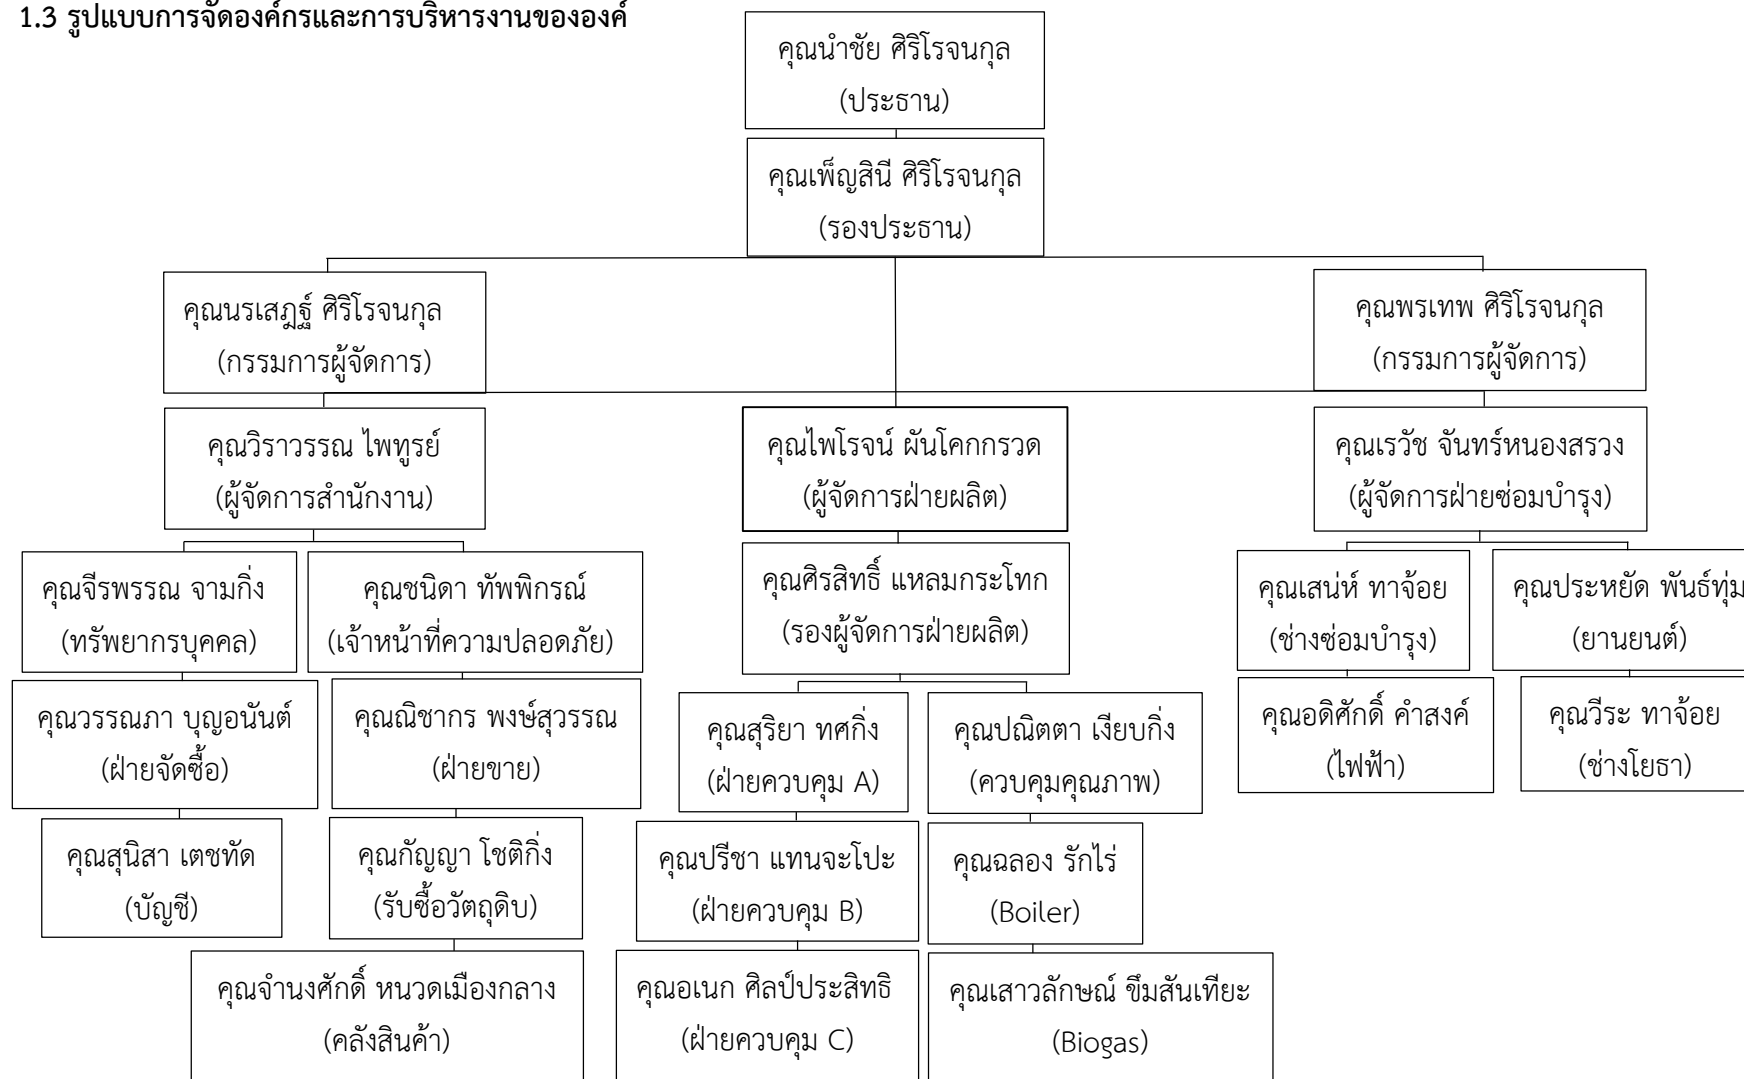 1.3 รูปแบบการจัดองค์กรและการบริหารงานขององค์
คุณนำชัย ศิริโรจนกุล
(ประธาน)
คุณเพ็ญสินี ศิริโรจนกุล
(รองประธาน)
คุณนรเสฎฐ์ ศิริโรจนกุล
(กรรมการผู้จัดการ)
คุณพรเทพ ศิริโรจนกุล
(กรรมการผู้จัดการ)
คุณวิราวรรณ ไพทูรย์
(ผู้จัดการสำนักงาน)
คุณไพโรจน์ ผันโคกกรวด
(ผู้จัดการฝ่ายผลิต)
คุณเรวัช จันทร์หนองสรวง
(ผู้จัดการฝ่ายซ่อมบำรุง)
คุณจีรพรรณ จามกิ่ง
(ทรัพยากรบุคคล)
คุณชนิดา ทัพพิกรณ์
(เจ้าหน้าที่ความปลอดภัย)
คุณศิรสิทธิ์ แหลมกระโทก
(รองผู้จัดการฝ่ายผลิต)
คุณเสน่ห์ ทาจ้อย
(ช่างซ่อมบำรุง)
คุณประหยัด พันธ์ทุ่ม
(ยานยนต์)
คุณวรรณภา บุญอนันต์
(ฝ่ายจัดซื้อ)
คุณณิชากร พงษ์สุวรรณ
(ฝ่ายขาย)
คุณสุริยา ทศกิ่ง
(ฝ่ายควบคุม A)
คุณปณิตตา เงียบกิ่ง
(ควบคุมคุณภาพ)
คุณอดิศักดิ์ คำสงค์
(ไฟฟ้า)
คุณวีระ ทาจ้อย
(ช่างโยธา)
คุณสุนิสา เตชทัด
(บัญชี)
คุณกัญญา โชติกิ่ง
(รับซื้อวัตถุดิบ)
คุณปรีชา แทนจะโปะ
(ฝ่ายควบคุม B)
คุณฉลอง รักไร่
(Boiler)
คุณจำนงศักดิ์ หนวดเมืองกลาง
(คลังสินค้า)
คุณอเนก ศิลป์ประสิทธิ
(ฝ่ายควบคุม C)
คุณเสาวลักษณ์ ขึมสันเทียะ
(Biogas)